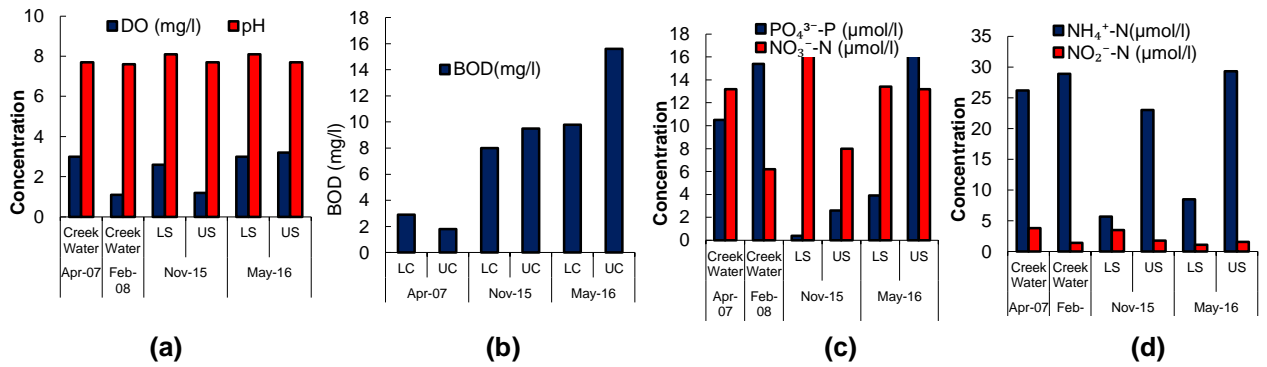 DO (mg/l) pH
Concentration
10
8
6
4
2
0
Creek Water Creek Water LS US LS US
Apr-07 Feb-08 Nov-15 May-16
(a)
BOD(mg/l)
BOD (mg/l)
18
16
14
12
10
8
6
4
2
0
LC UC LC UC LC UC
Apr-07 Nov-15 May-16
(b)
PO₄³⁻-P (µmol/l)
NO₃⁻-N (µmol/l)
Concentration
18
16
14
12
10
8
6
4
2
0
Creek Water Creek Water LS US LS US
Apr-07 Feb-08 Nov-15 May-16
(c)
NH₄⁺-N(µmol/l)
NO₂⁻-N(µmol/l)
Concentration
35
30
25
20
15
10
5
0
Creek Water Creek Water LS US LS US
Apr-07 Feb- Nov-15 May-16
(d)